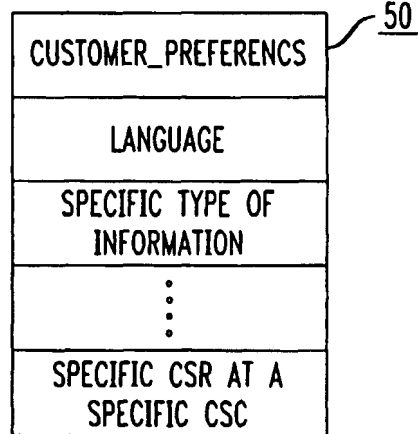 50
CUSTOMER_PREFERENCS
LANGUAGE
SPECIFIC TYPE OF
INFORMATION
SPECIFIC CSR AT A
SPECIFIC CSC